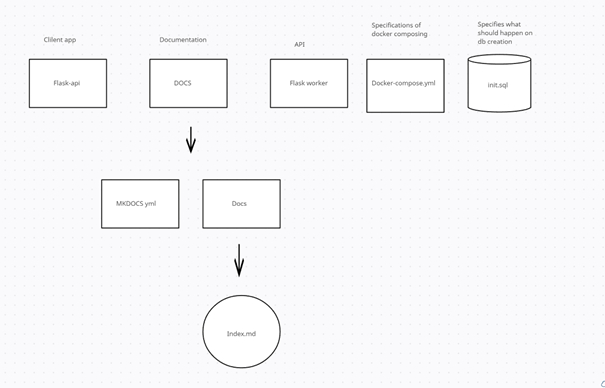 Clilent app
Documentation
API
Specifications of
docker composing
Specifies what
should happen on
db creation
Flask-api
DOCS
Flask worker
Docker-compose.yml
init.sql
MKDOCS yml
Docs
Index.md